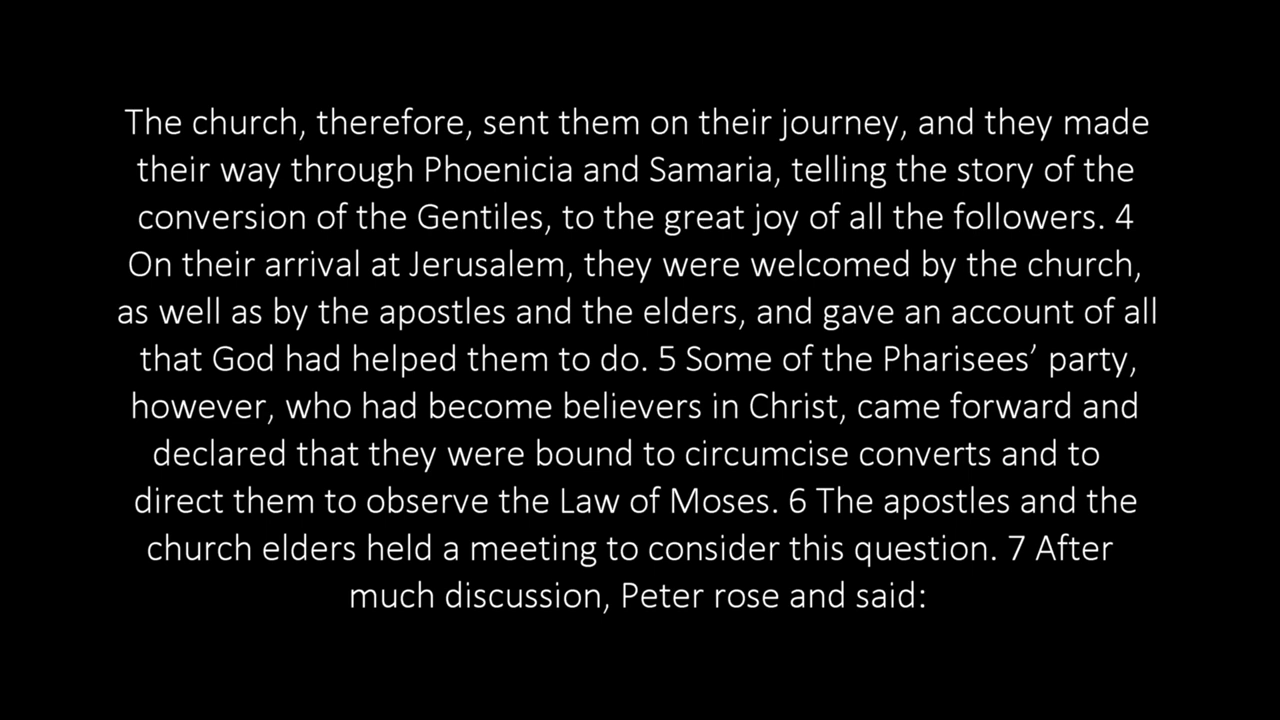 The church, therefore, sent them on their journey, and they made
their way through Phoenicia and Samaria, telling the story of the
conversion of the Gentiles, to the great joy of all the followers. 4
On their arrival at Jerusalem, they were welcomed by the church,
as well as by the apostles and the elders, and gave an account of all
that God had helped them to do. 5 Some of the Pharisees’ party,
however, who had become believers in Christ, came forward and
declared that they were bound to circumcise converts and to
direct them to observe the Law of Moses. 6 The apostles and the
church elders held a meeting to consider this question. 7 After
much discussion, Peter rose and said: